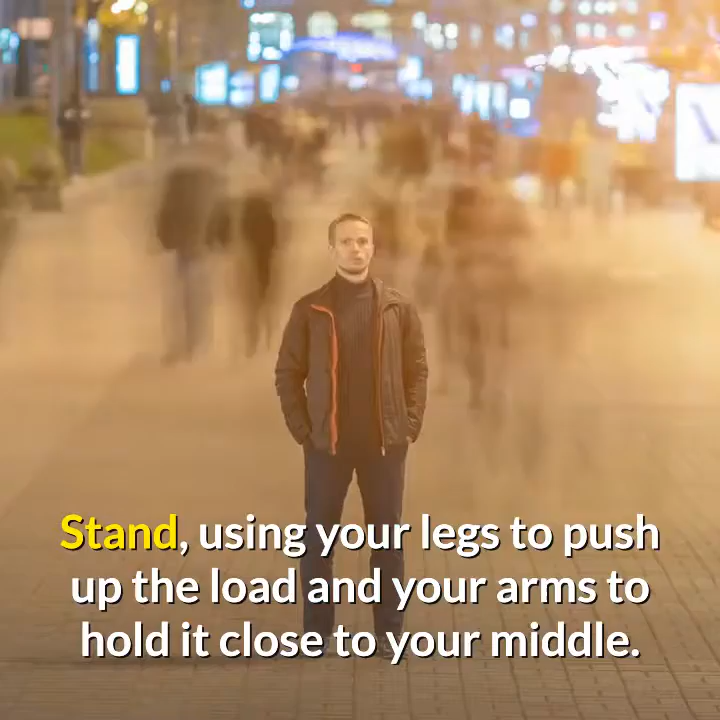 Stand, using your legs to push
up the load and your arms to
hold it close to your middle.